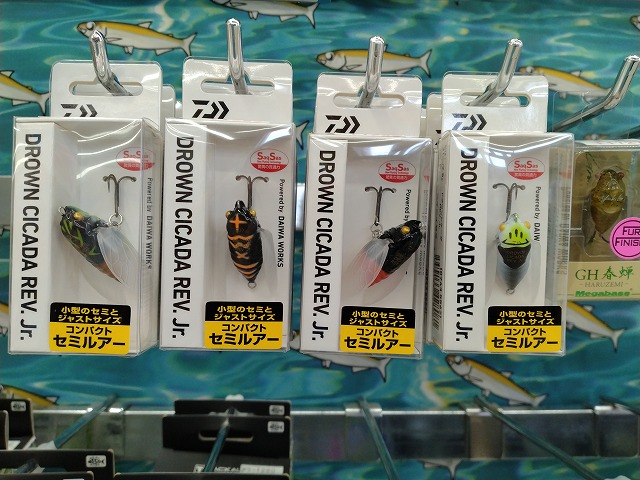 DROWN CICADA REV. Jr.
SaqSas
Powered by DAIWA WORK
小型のセミと
ジャストサイズ
コンパクト
セミルアー
DROWN CICADA REV. Jr.
SaqSas
Powered by DAIWA WORKS
小型のセミと
ジャストサイズ
コンパクト
セミルアー
DROWN CICADA REV. Jr.
SaqSas
小型のセミと
ジャストサイズ
コンパクト
セミルアー
DROWN CICADA REV. Jr.
SaqSas
Powered by DAIW
小型のセミと
ジャストサイズ
コンパクト
セミルアー
FUR
FINIS
GH 春蝉
HARUZEMI
Megabass